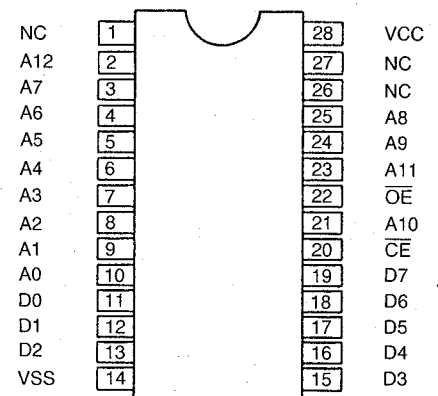 NC 1 28 VCC
A12 2 27 NC
A7 3 26 NC
A6 4 25 A8
A5 5 24 A9
A4 6 23 A11
A3 7 22 O̅E̅
A2 8 21 A10
A1 9 20 C̅E̅
A0 10 19 D7
D0 11 18 D6
D1 12 17 D5
D2 13 16 D4
VSS 14 15 D3